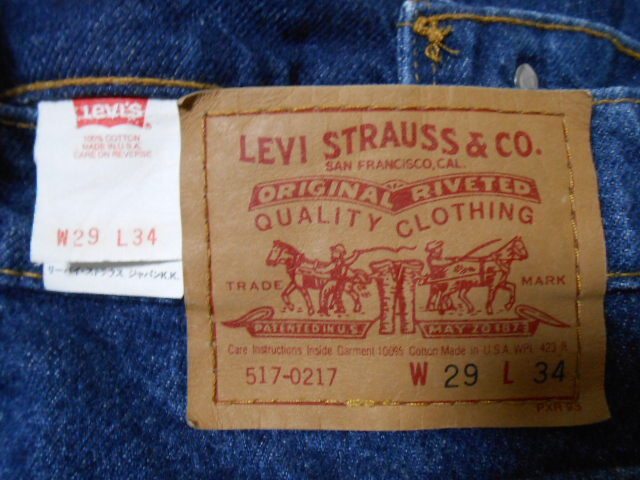 Levi's
100% COTTON
MADE IN U.S.A.
CARE ON REVERSE
W29 L34
リーバイ・ストラウス ジャパンK.K.
LEVI STRAUSS & CO.
SAN FRANCISCO, CAL.
ORIGINAL RIVETED
QUALITY CLOTHING
TRADE MARK
PATENTED IN U.S. MAY 20 1873
Care Instructions Inside Garment 100% Cotton Made in U.S.A. WPL 423 R.
517-0217 W 29 L 34
PXR 93